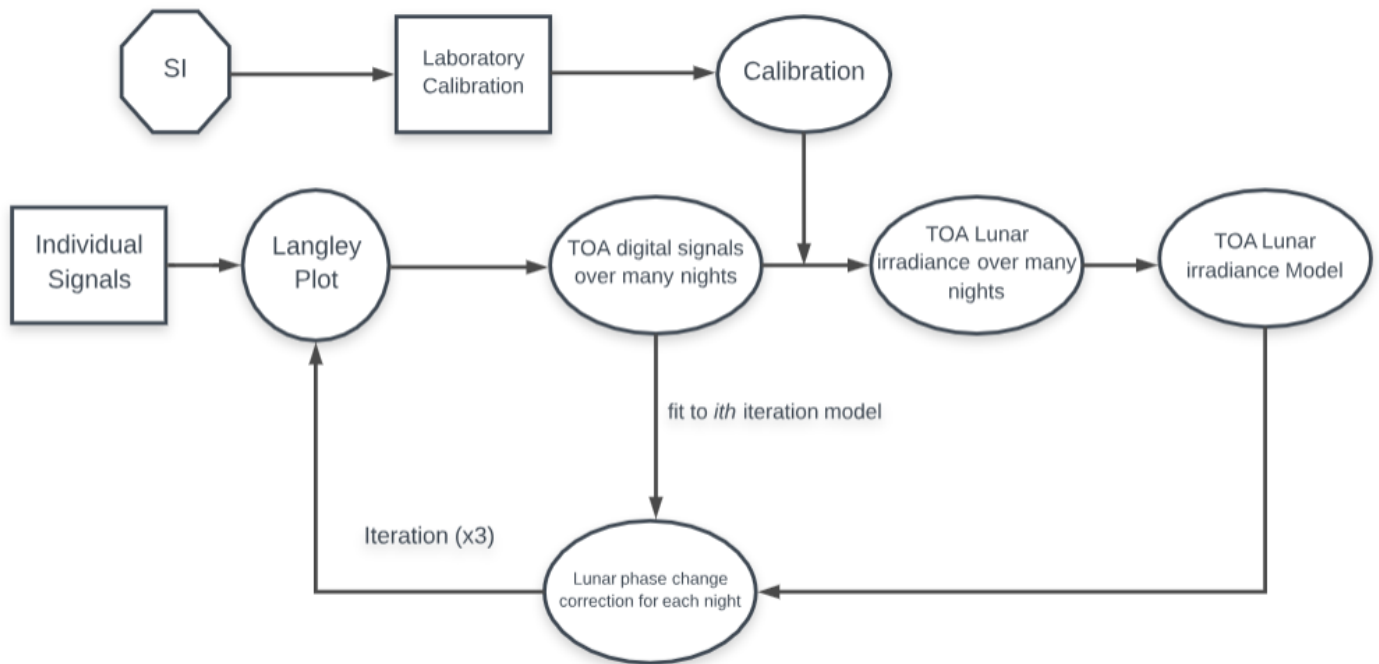 SI
Laboratory
Calibration
Calibration
Individual
Signals
Langley
Plot
TOA digital signals
over many nights
TOA Lunar
irradiance over many
nights
TOA Lunar
irradiance Model
fit to ith iteration model
Iteration (x3)
Lunar phase change
correction for each night